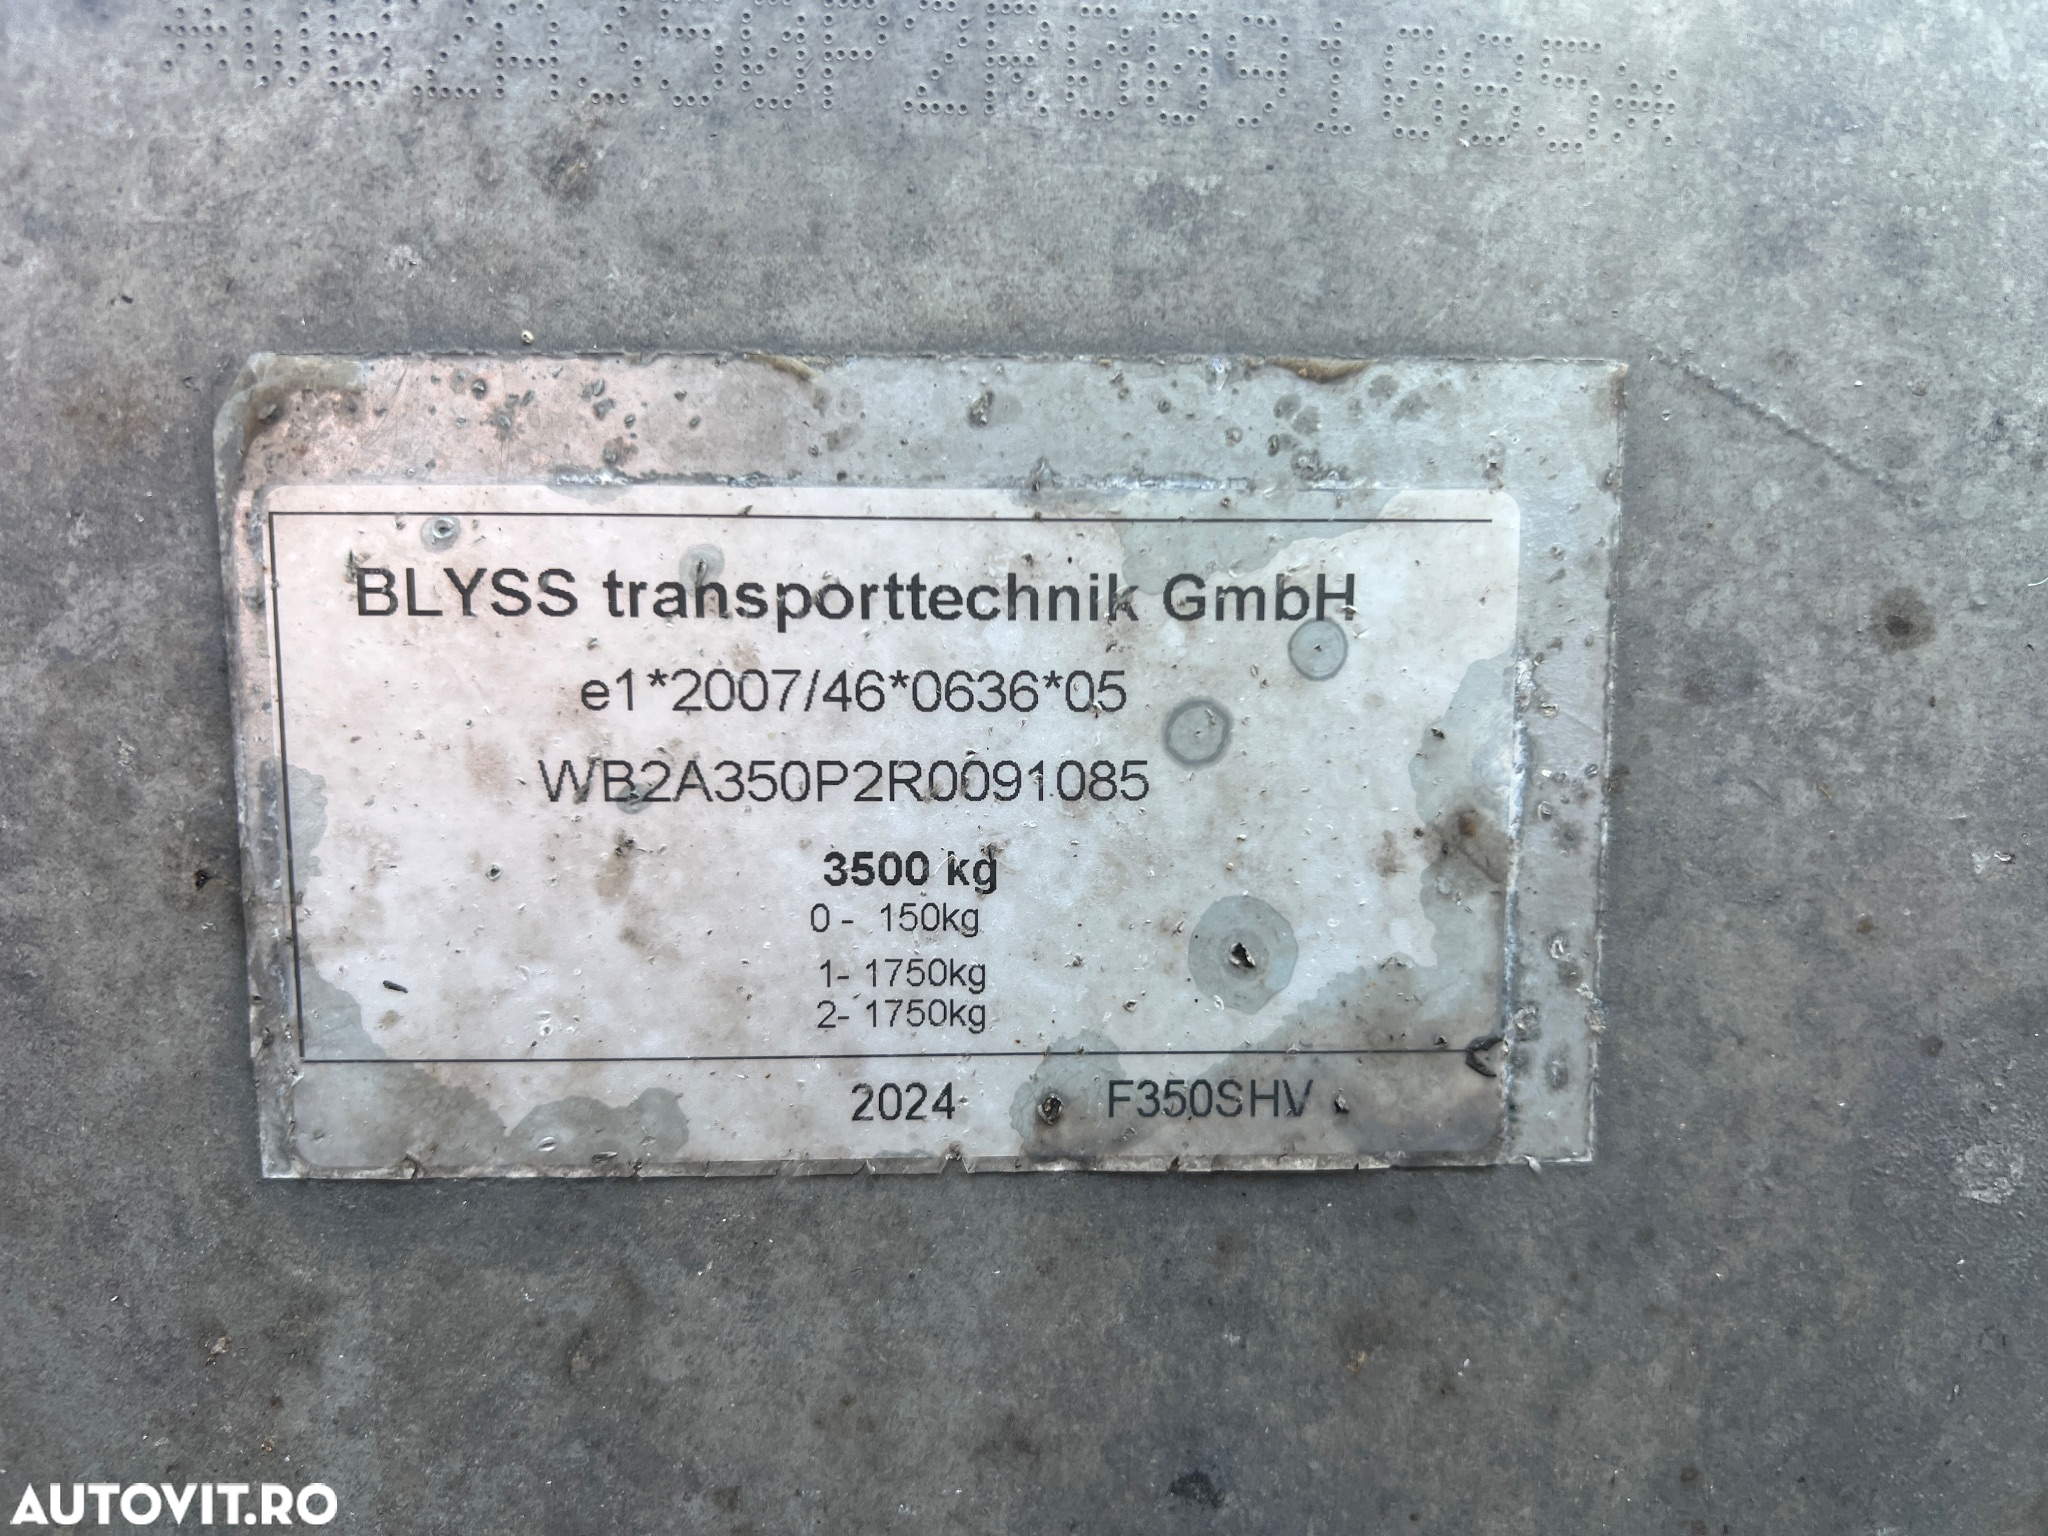 *WB2A350P2R0091085*
BLYSS transporttechnik GmbH
e1*2007/46*0636*05
WB2A350P2R0091085
3500 kg
0 - 150kg
1- 1750kg
2- 1750kg
2024 F350SHV
AUTOVIT.RO